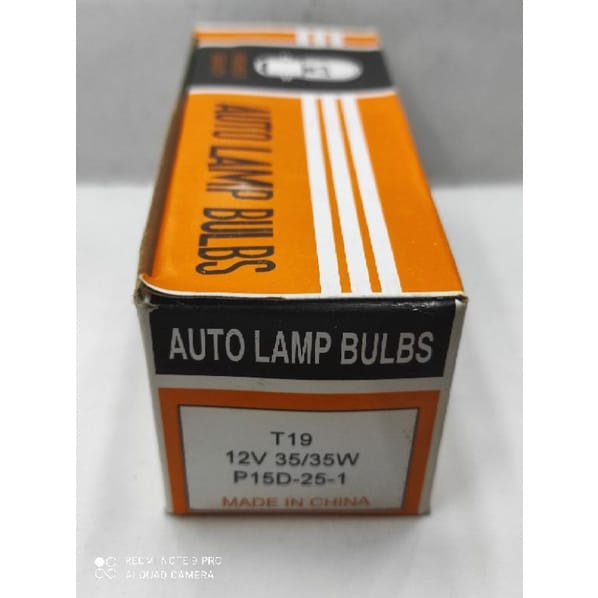 AUTO LAMP BULBS
AUTO LAMP BULBS
T19
12V 35/35W
P15D-25-1
MADE IN CHINA
REDMI NOTE 9 PRO
AI QUAD CAMERA